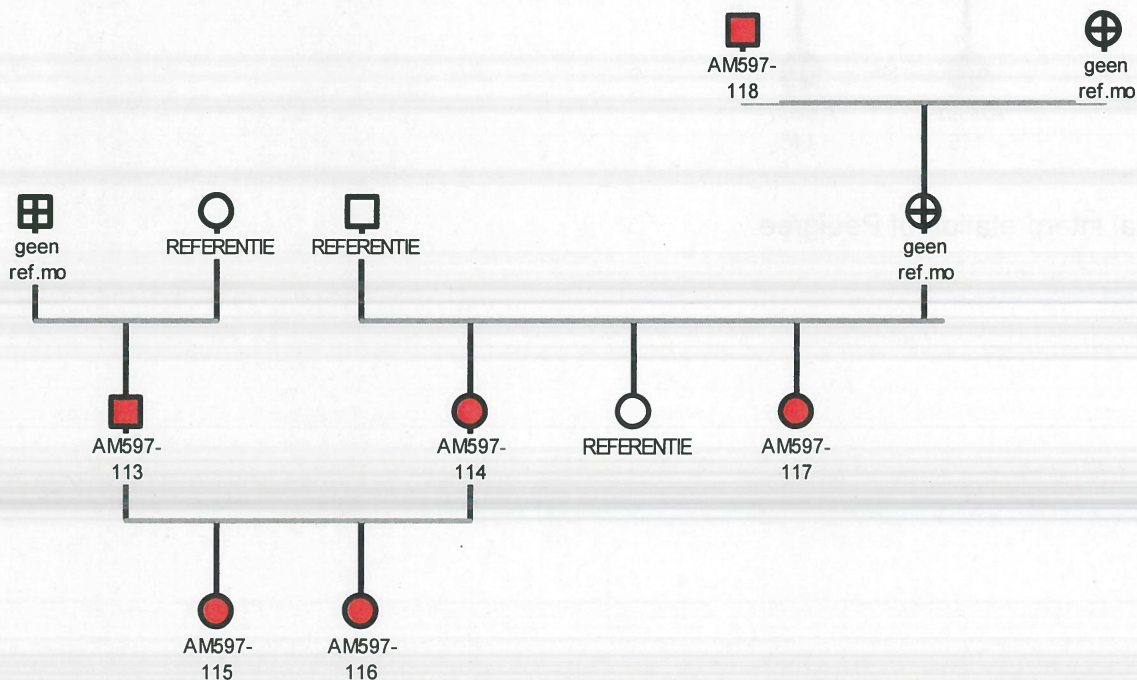 AM597-
118
geen
ref.mo
geen
ref.mo
REFERENTIE
REFERENTIE
geen
ref.mo
AM597-
113
AM597-
114
REFERENTIE
AM597-
117
AM597-
115
AM597-
116